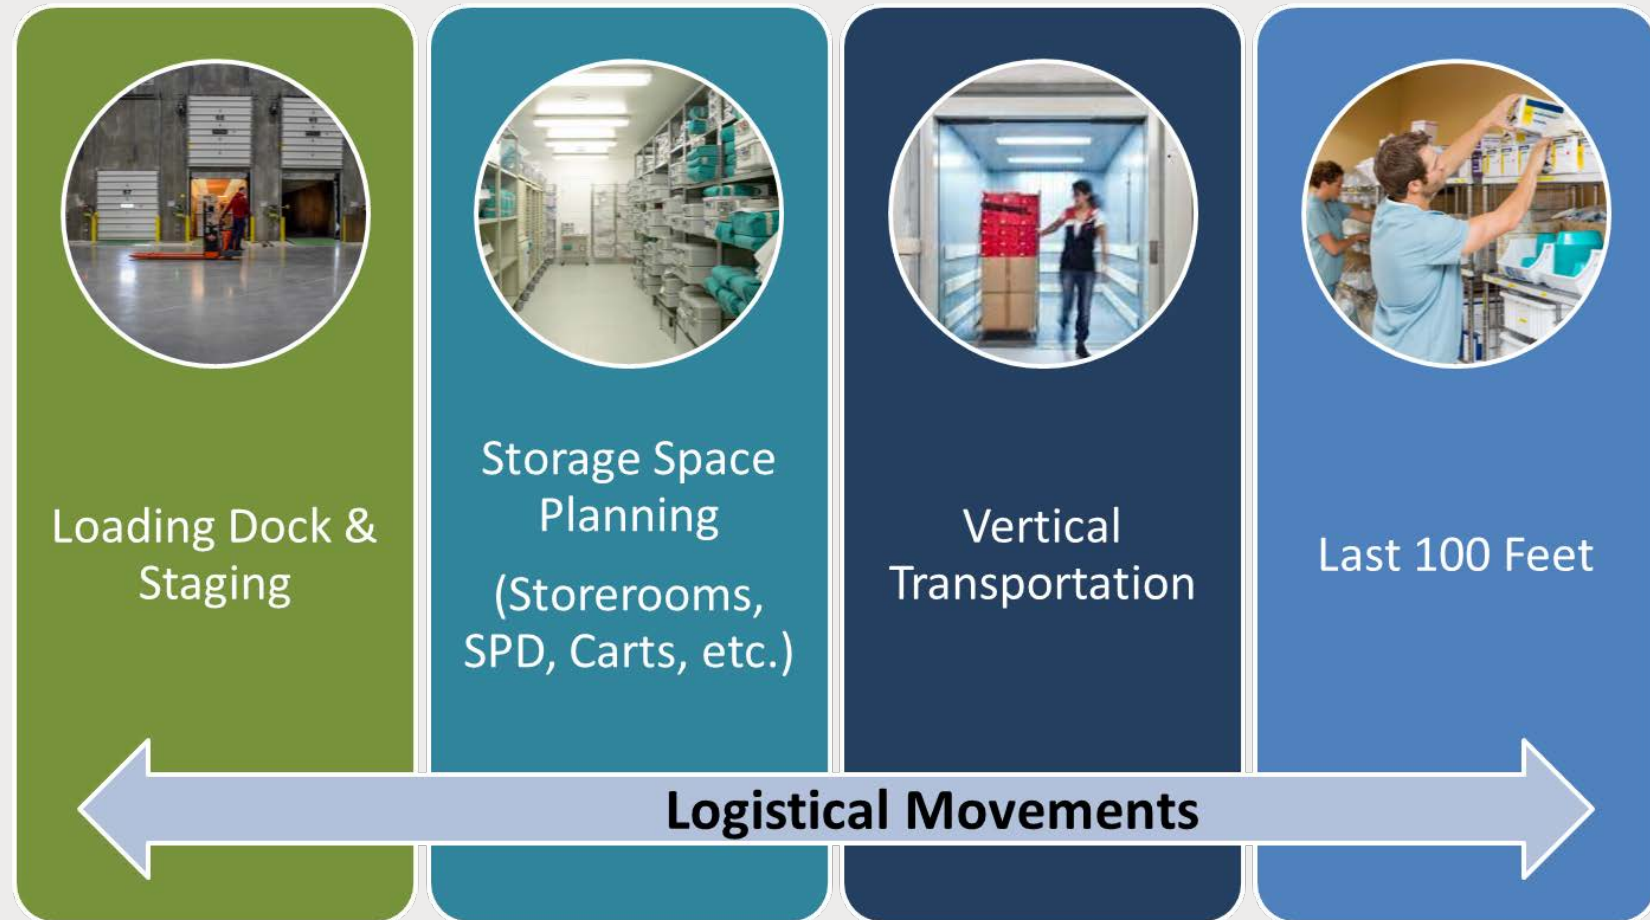 Loading Dock &
Staging
Storage Space
Planning
(Storerooms,
SPD, Carts, etc.)
Vertical
Transportation
Last 100 Feet
Logistical Movements